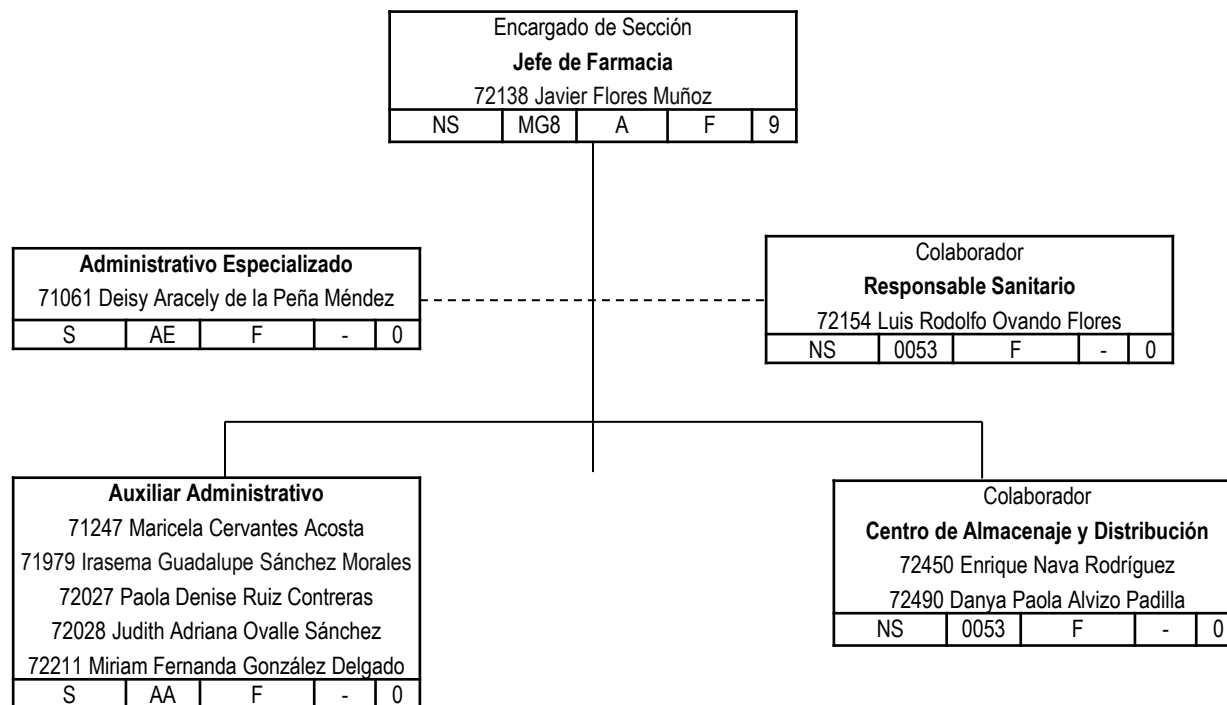 Encargado de Sección
Jefe de Farmacia
72138 Javier Flores Muñoz
NS MG8 A F 9
Administrativo Especializado
71061 Deisy Aracely de la Peña Méndez
S AE F - 0
Colaborador
Responsable Sanitario
72154 Luis Rodolfo Ovando Flores
NS 0053 F - 0
Auxiliar Administrativo
71247 Maricela Cervantes Acosta
71979 Irasema Guadalupe Sánchez Morales
72027 Paola Denise Ruiz Contreras
72028 Judith Adriana Ovalle Sánchez
72211 Miriam Fernanda González Delgado
S AA F - 0
Colaborador
Centro de Almacenaje y Distribución
72450 Enrique Nava Rodríguez
72490 Danya Paola Alvizo Padilla
NS 0053 F - 0